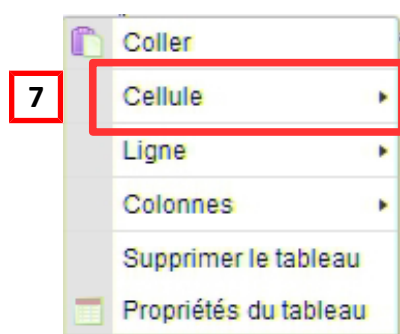 Coller
7
Cellule
Ligne
Colonnes
Supprimer le tableau
Propriétés du tableau